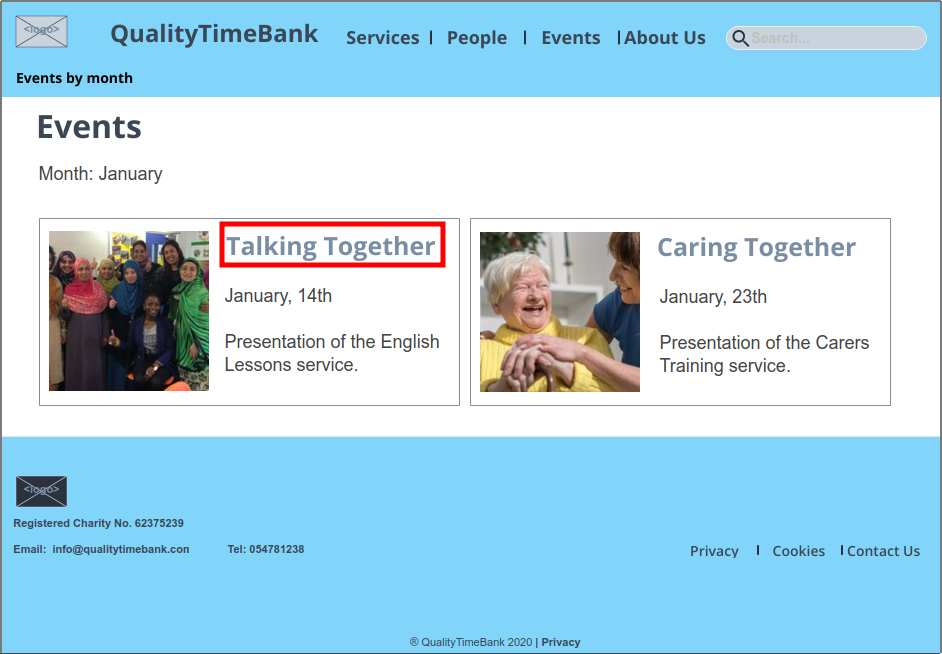 <logo>
QualityTimeBank
Services | People | Events | About Us
Search...
Events by month
Events
Month: January
Talking Together
January, 14th
Presentation of the English
Lessons service.
Caring Together
January, 23th
Presentation of the Carers
Training service.
<logo>
Registered Charity No. 62375239
Email: info@qualitytimebank.con
Tel: 054781238
Privacy | Cookies | Contact Us
® QualityTimeBank 2020 | Privacy